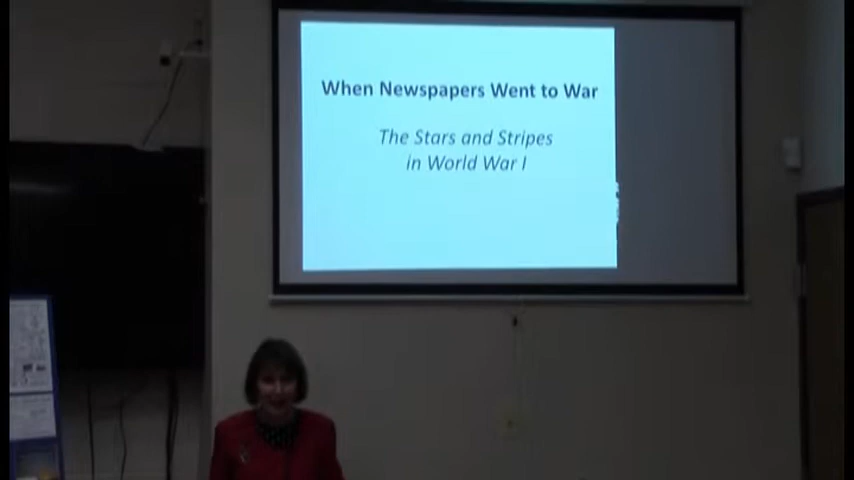 When Newspapers Went to War
The Stars and Stripes
in World War I